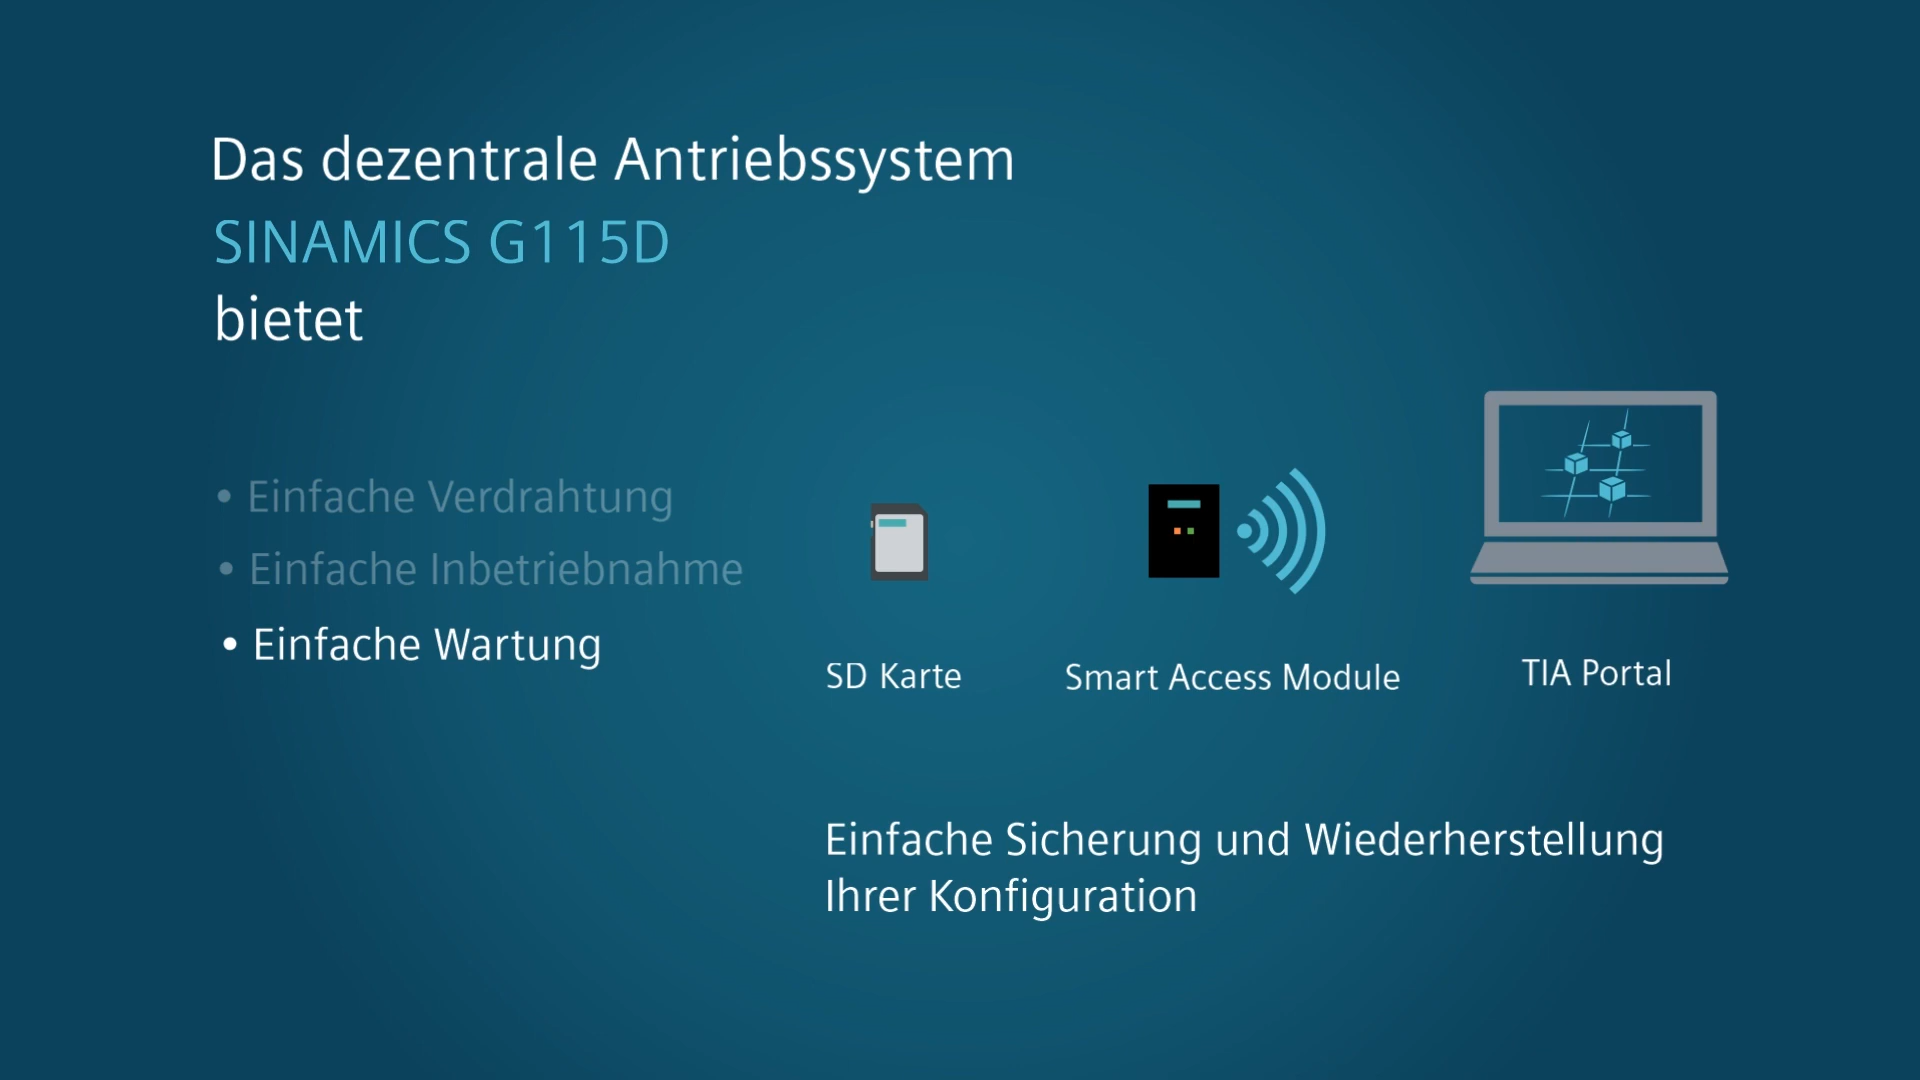 Das dezentrale Antriebssystem
SINAMICS G115D
bietet
• Einfache Verdrahtung
• Einfache Inbetriebnahme
• Einfache Wartung
SD Karte
Smart Access Module
TIA Portal
Einfache Sicherung und Wiederherstellung
Ihrer Konfiguration